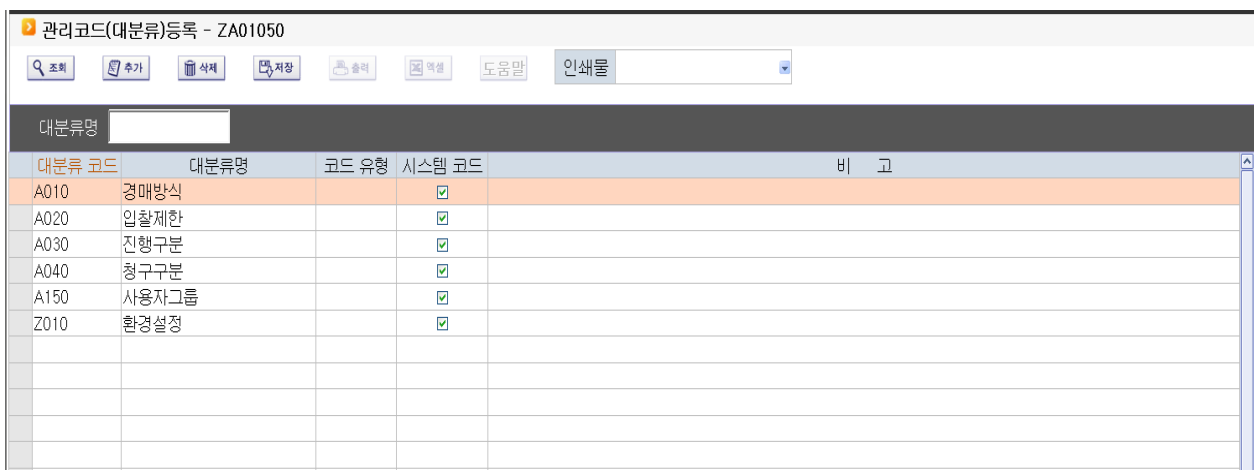 관리코드(대분류)등록 - ZA01050
조회 추가 삭제 저장 출력 엑셀 도움말 인쇄물
대분류명
대분류 코드 대분류명 코드 유형 시스템 코드 비 고
A010 경매방식
A020 입찰제한
A030 진행구분
A040 청구구분
A150 사용자그룹
Z010 환경설정